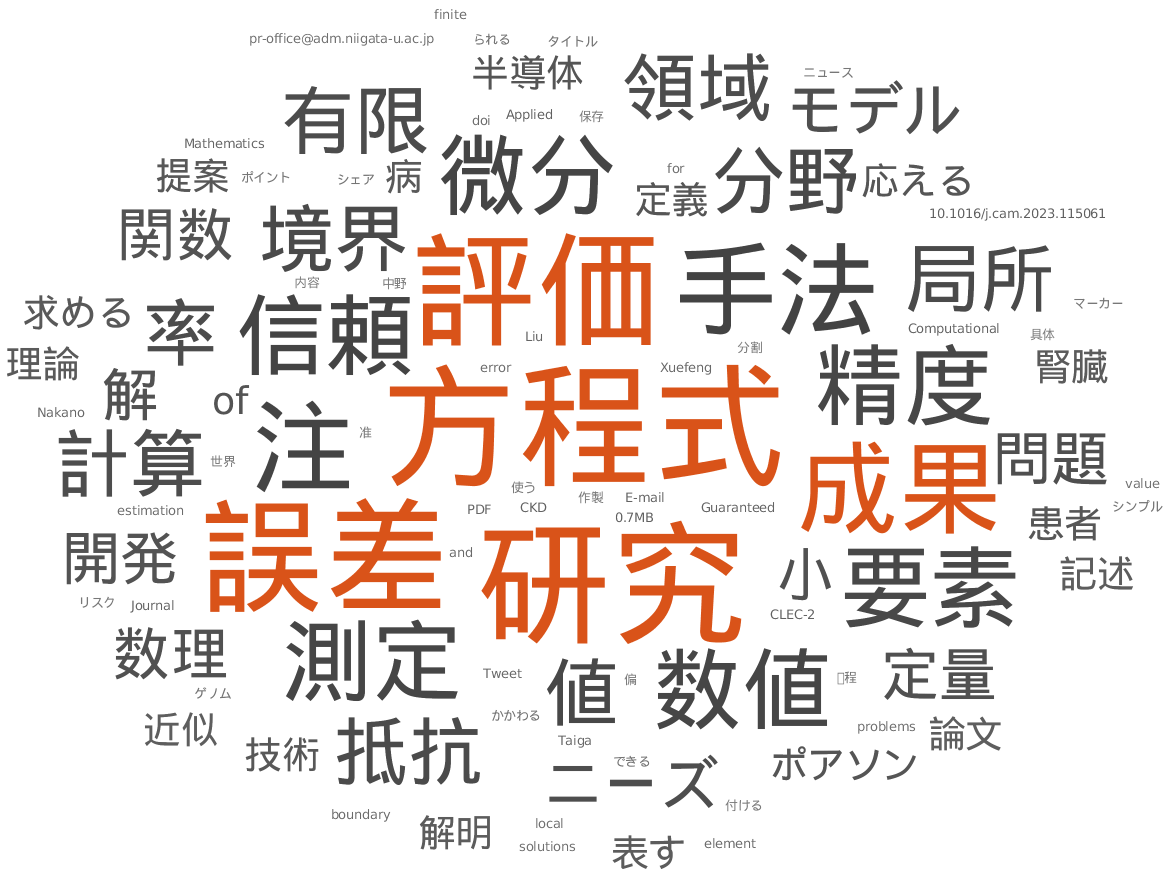 finite
pr-office@adm.niigata-u.ac.jp
られる
タイトル
半導体
領域
ニュース
モデル
有限
doi
Applied
保存
Mathematics
微分
提案
ポイント
シェア
病
for
定義
分野
応える
関数
境界
10.1016/j.cam.2023.115061
評価
手法
局所
内容
中野
求める
率
信頼
マーカー
Liu
Computational
具体
理論
分割
精度
腎臓
解
of
error
Xuefeng
方程式
Nakano
注
准
計算
世界
成果
問題
使う
作製
E-mail
value
estimation
PDF
CKD
0.7MB
Guaranteed
シンプル
患者
誤差
and
研究
開発
小
要素
記述
リスク
Journal
CLEC-2
数理
測定
Tweet
値
偏
数値
程
定量
ゲノム
近似
かかわる
problems
論文
技術
抵抗
Taiga
できる
ニーズ
ポアソン
付ける
boundary
解明
local
solutions
表す
element